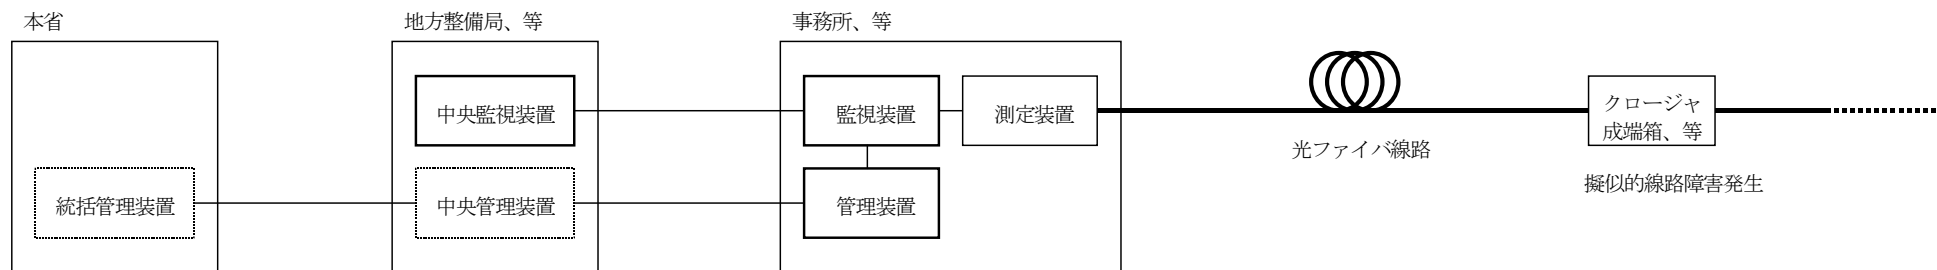 本省
地方整備局、等
事務所、等
中央監視装置
監視装置
測定装置
クロージャ
成端箱、等
光ファイバ線路
擬似的線路障害発生
統括管理装置
中央管理装置
管理装置